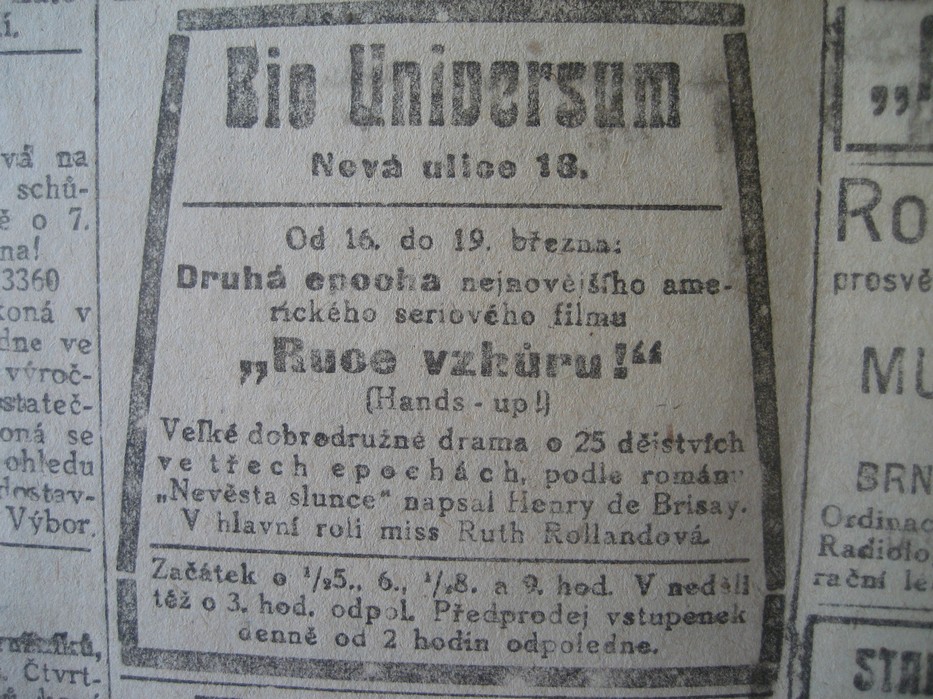 í.
vá na
schů-
ě o 7.
na!
3360
koná v
dne ve
výroč-
stateč-
oná se
ohledu
dostav-
Výbor.
Čtvrt-
Bio Universum
Nová ulice 18.
Od 16. do 19. března:
Druhá epocha nejnovějšího ame-
rického seriového filmu
„Ruce vzhůru!“
(Hands - up!)
Velké dobrodružné drama o 25 dějstvích
ve třech epochách, podle román
„Nevěsta slunce“ napsal Henry de Brisay.
V hlavní roli miss Ruth Rollandová.
Začátek o ½5., 6., ½8. a 9. hod. V neděli
též o 3. hod. odpol. Předprodej vstupenek
denně od 2 hodin odpoledne.
Ro
prosvě
MU
BRN
Ordinac
Radiolo
rační le
STA